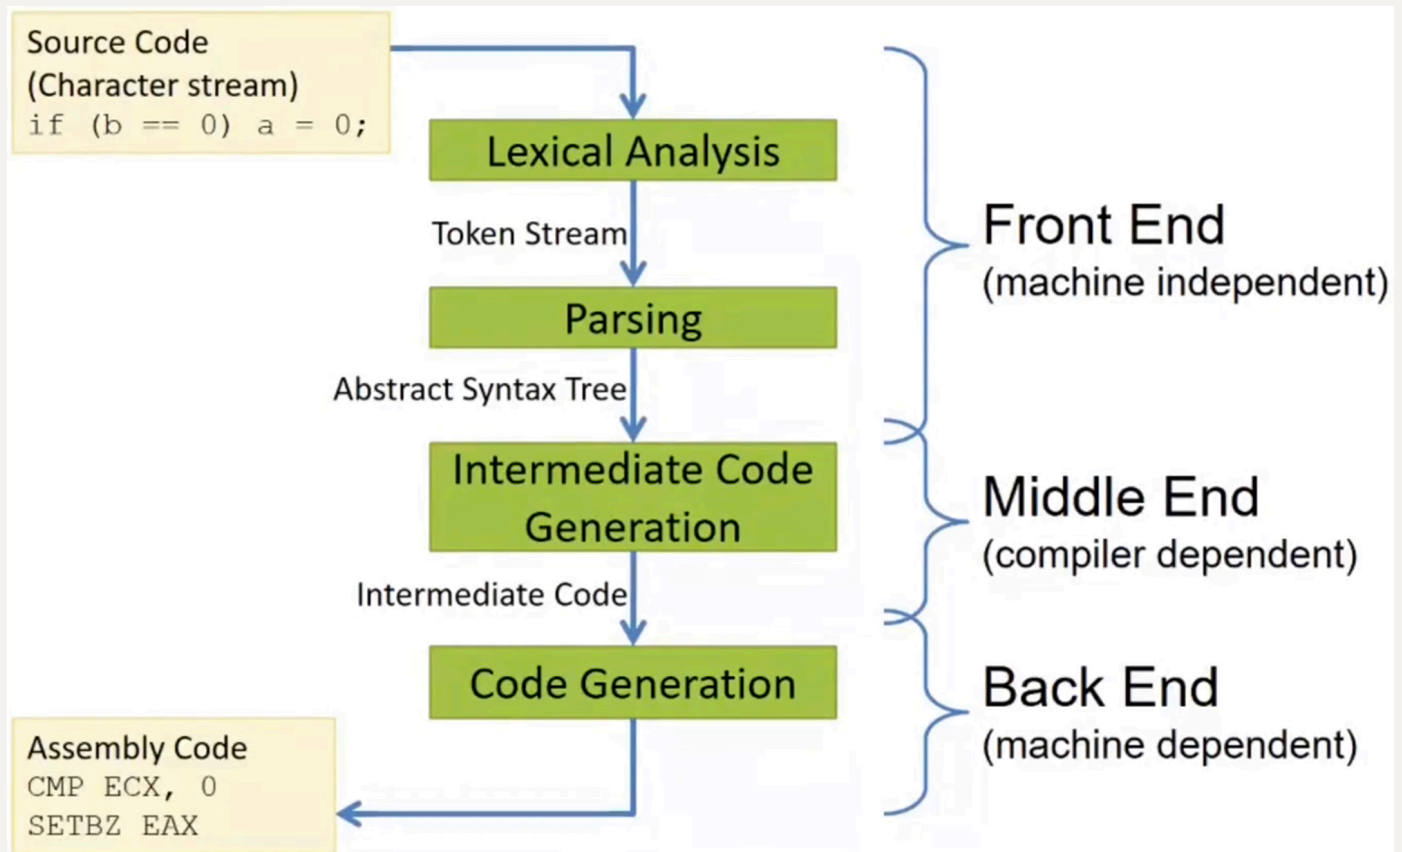 Source Code
(Character stream)
if (b == 0) a = 0;
Lexical Analysis
Token Stream
Parsing
Abstract Syntax Tree
Intermediate Code
Generation
Intermediate Code
Code Generation
Assembly Code
CMP ECX, 0
SETBZ EAX
Front End
(machine independent)
Middle End
(compiler dependent)
Back End
(machine dependent)